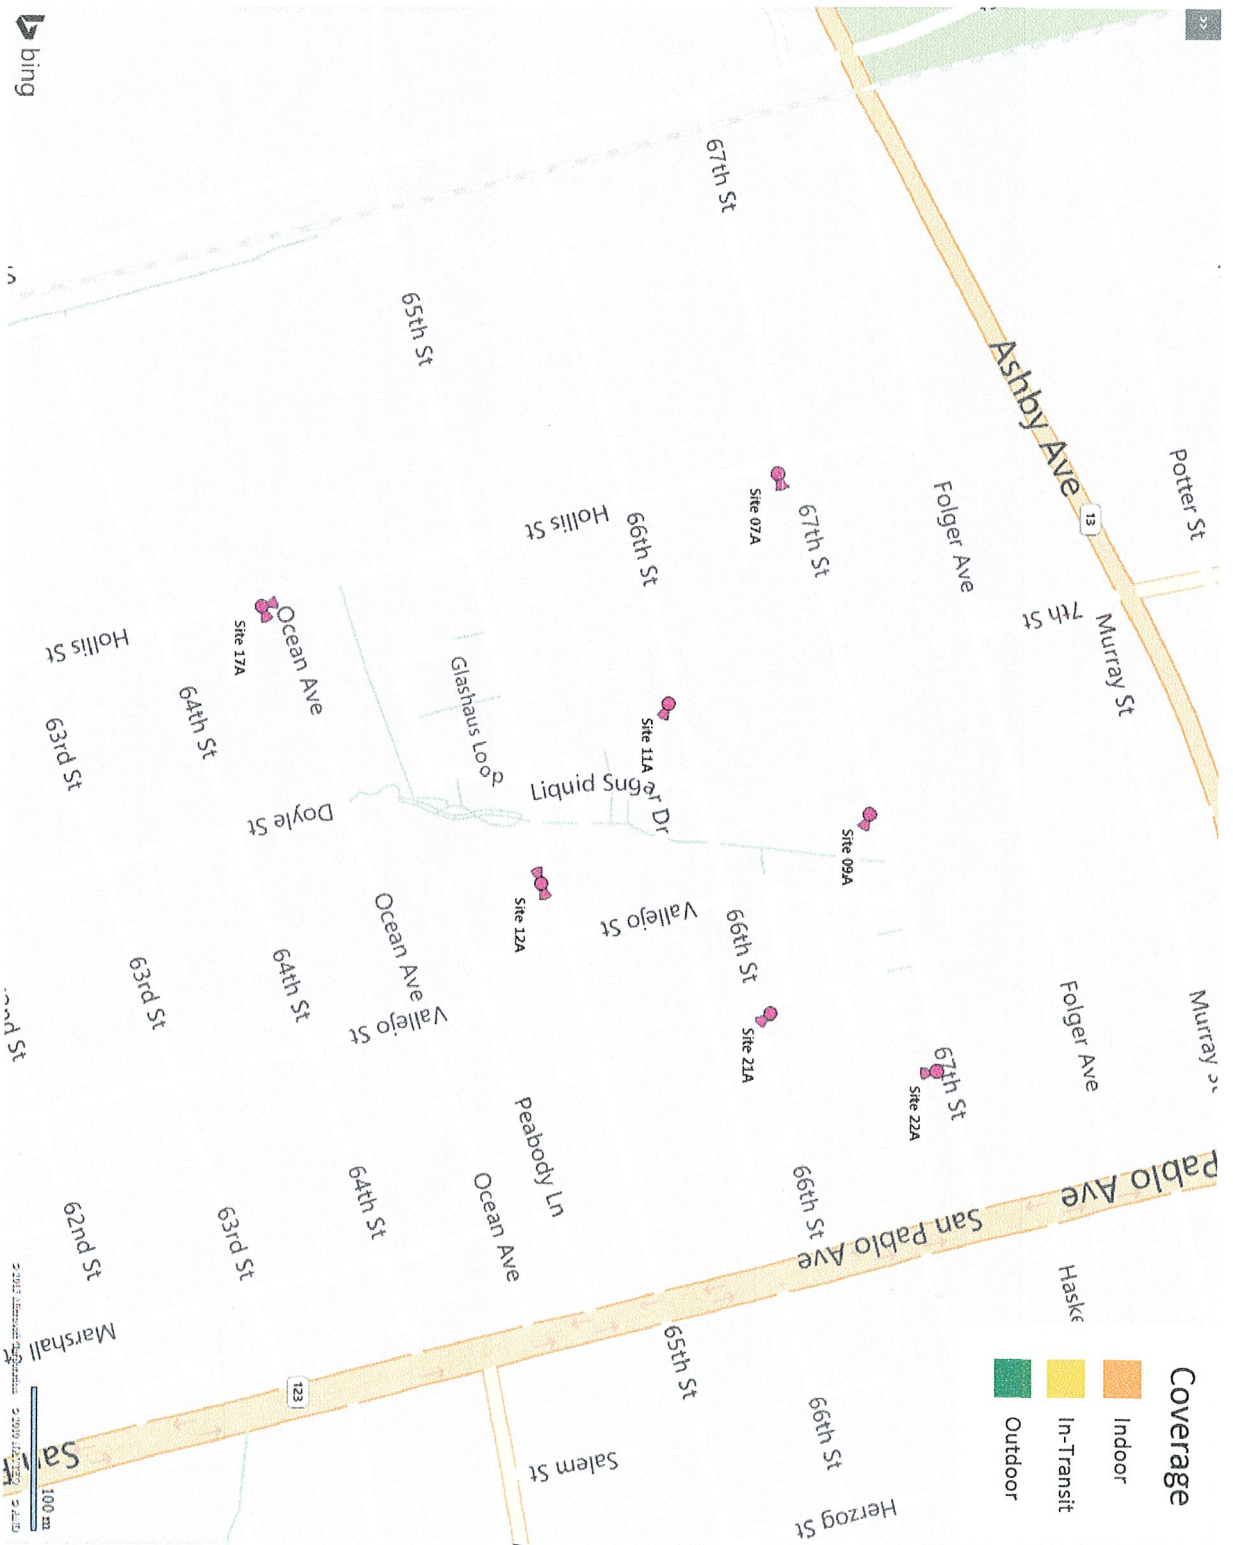 Coverage
Indoor
In-Transit
Outdoor
Potter St
Murray St
Murray
Ashby Ave
13
7th St
Folger Ave
Folger Ave
Haske
Pablo Ave
67th St
67th St
67th St
Site 07A
Site 09A
Site 22A
San Pablo Ave
Hollis St
66th St
66th St
66th St
66th St
Site 11A
Site 21A
Liquid Sugar Dr
Vallejo St
Herzog St
65th St
65th St
Glashaus Loop
Site 12A
Peabody Ln
Salem St
Ocean Ave
Ocean Ave
Ocean Ave
Site 17A
Doyle St
Vallejo St
Hollis St
64th St
64th St
64th St
123
63rd St
63rd St
63rd St
62nd St
Marshall
San
100 m
bing